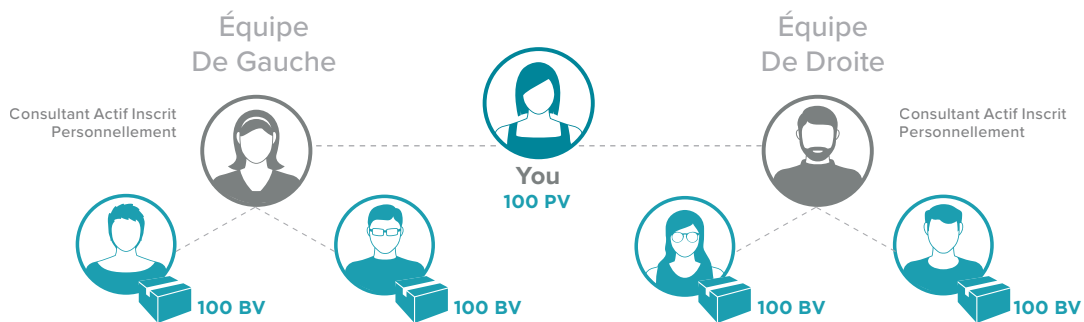 Équipe
De Gauche
Équipe
De Droite
Consultant Actif Inscrit
Personnellement
Consultant Actif Inscrit
Personnellement
You
100 PV
100 BV
100 BV
100 BV
100 BV